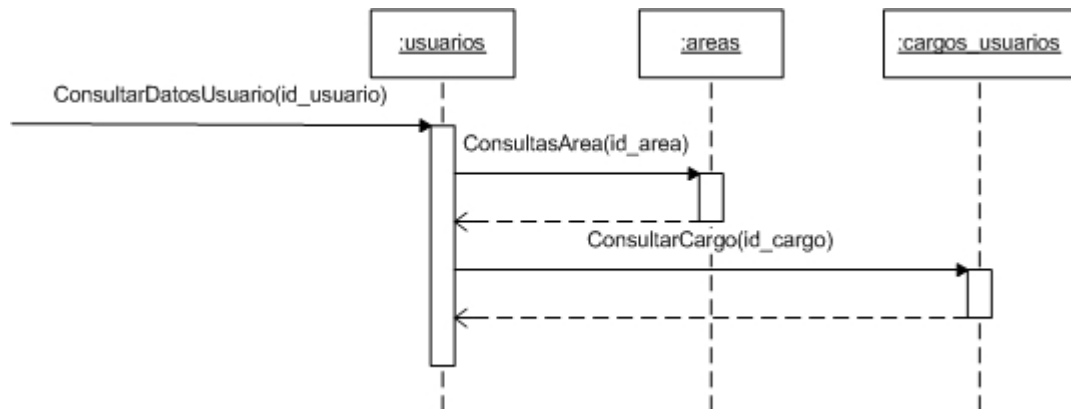 :usuarios
:areas
:cargos_usuarios
ConsultarDatosUsuario(id_usuario)
ConsultasArea(id_area)
ConsultarCargo(id_cargo)